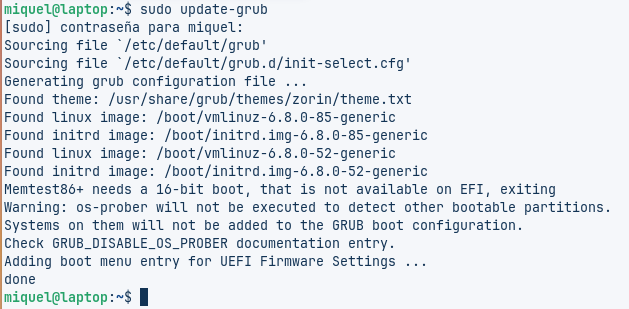 miquel@laptop:~$ sudo update-grub
[sudo] contraseña para miquel:
Sourcing file `/etc/default/grub'
Sourcing file `/etc/default/grub.d/init-select.cfg'
Generating grub configuration file ...
Found theme: /usr/share/grub/themes/zorin/theme.txt
Found linux image: /boot/vmlinuz-6.8.0-85-generic
Found initrd image: /boot/initrd.img-6.8.0-85-generic
Found linux image: /boot/vmlinuz-6.8.0-52-generic
Found initrd image: /boot/initrd.img-6.8.0-52-generic
Memtest86+ needs a 16-bit boot, that is not available on EFI, exiting
Warning: os-prober will not be executed to detect other bootable partitions.
Systems on them will not be added to the GRUB boot configuration.
Check GRUB_DISABLE_OS_PROBER documentation entry.
Adding boot menu entry for UEFI Firmware Settings ...
done
miquel@laptop:~$